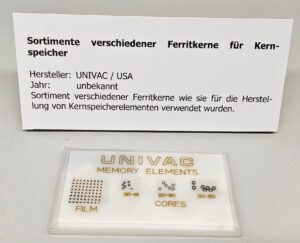 Sortimente verschiedener Ferritkerne für Kern-
speicher
Hersteller: UNIVAC / USA
Jahr: unbekannt
Sortiment verschiedener Ferritkerne wie sie für die Herstel-
lung von Kernspeicherelementen verwendet wurden.
UNIVAC
MEMORY ELEMENTS
FILM
CORES